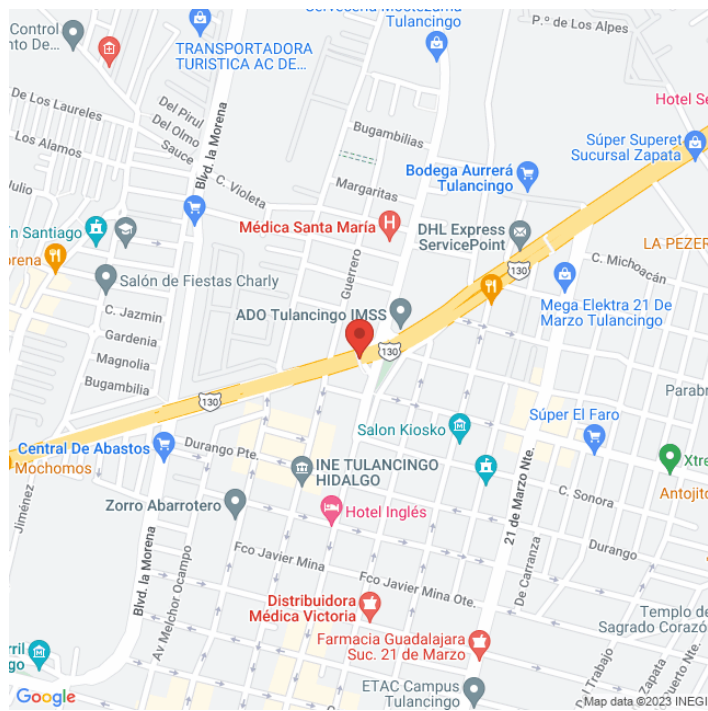 Cervecería Moctezuma
Tulancingo
P.º de Los Alpes
Control
nto De...
TRANSPORTADORA
TURISTICA AC DE...
De Los Laureles
Del Pirul
Del Olmo
Sauce
Los Alamos
Bugambilias
Hotel Se
Súper Superet
Sucursal Zapata
Blvd. la Morena
C. Violeta
Julio
Margaritas
Bodega Aurrerá
Tulancingo
ín Santiago
Médica Santa María
DHL Express
ServicePoint
LA PEZER
orena
C. Michoacán
130
Salón de Fiestas Charly
Guerrero
Mega Elektra 21 De
Marzo Tulancingo
C. Jazmin
ADO Tulancingo IMSS
Gardenia
130
Magnolia
Bugambilia
Parabr
130
Súper El Faro
Salon Kiosko
Central De Abastos
Durango Pte.
Xtre
Mochomos
INE TULANCINGO
HIDALGO
21 de Marzo Nte.
Antojito
Jiménez
Zorro Abarrotero
Hotel Inglés
C. Sonora
Durango
Fco Javier Mina
Blvd. la Morena
Av Melchor Ocampo
Fco Javier Mina Ote.
De Carranza
Distribuidora
Médica Victoria
Templo de
Sagrado Corazó
Farmacia Guadalajara
Suc. 21 de Marzo
rril
ngo
l Trabajo
Zapata
Puerto Nte.
ETAC Campus
Tulancingo
Google
Map data ©2023 INEGI